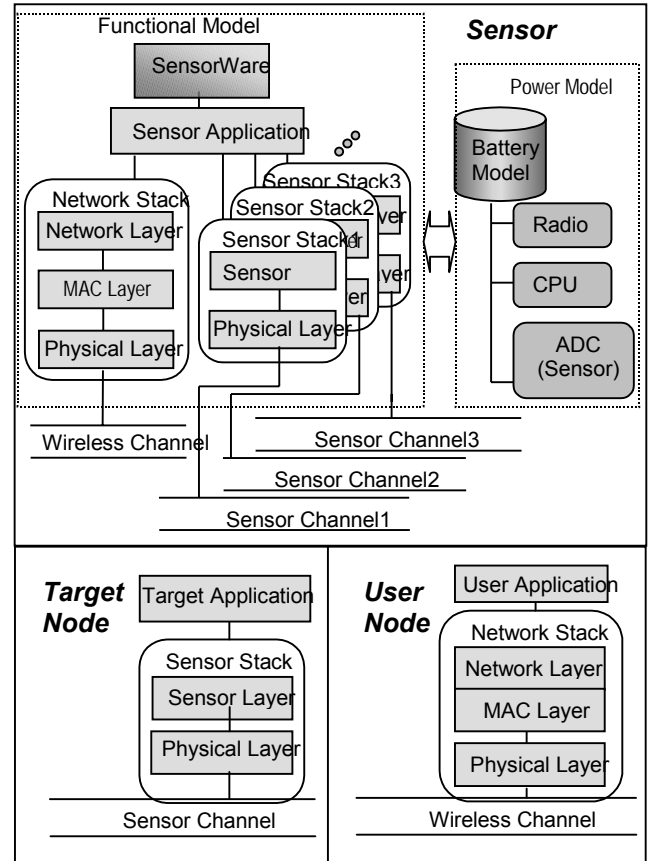 Functional Model
Sensor
SensorWare
Power Model
Sensor Application
Battery
Model
Sensor Stack3
Network Stack
Sensor Stack2
Network Layer
Sensor Stack1
Radio
Sensor
MAC Layer
CPU
Physical Layer
Physical Layer
ADC
(Sensor)
Wireless Channel
Sensor Channel3
Sensor Channel2
Sensor Channel1
Target
Node
Target Application
Sensor Stack
Sensor Layer
Physical Layer
Sensor Channel
User
Node
User Application
Network Stack
Network Layer
MAC Layer
Physical Layer
Wireless Channel